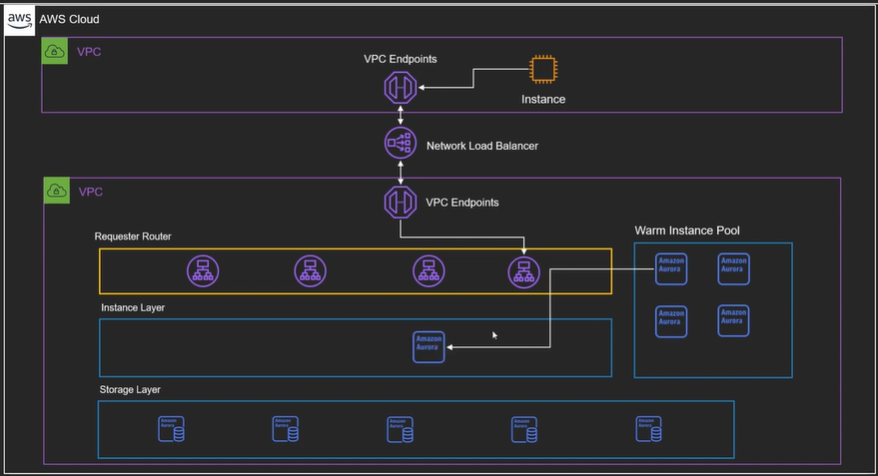 aws
AWS Cloud
VPC
VPC Endpoints
Instance
Network Load Balancer
VPC
VPC Endpoints
Requester Router
Warm Instance Pool
Amazon
Aurora
Amazon
Aurora
Amazon
Aurora
Amazon
Aurora
Instance Layer
Amazon
Aurora
Storage Layer
Amazon
Aurora
Amazon
Aurora
Amazon
Aurora
Amazon
Aurora
Amazon
Aurora